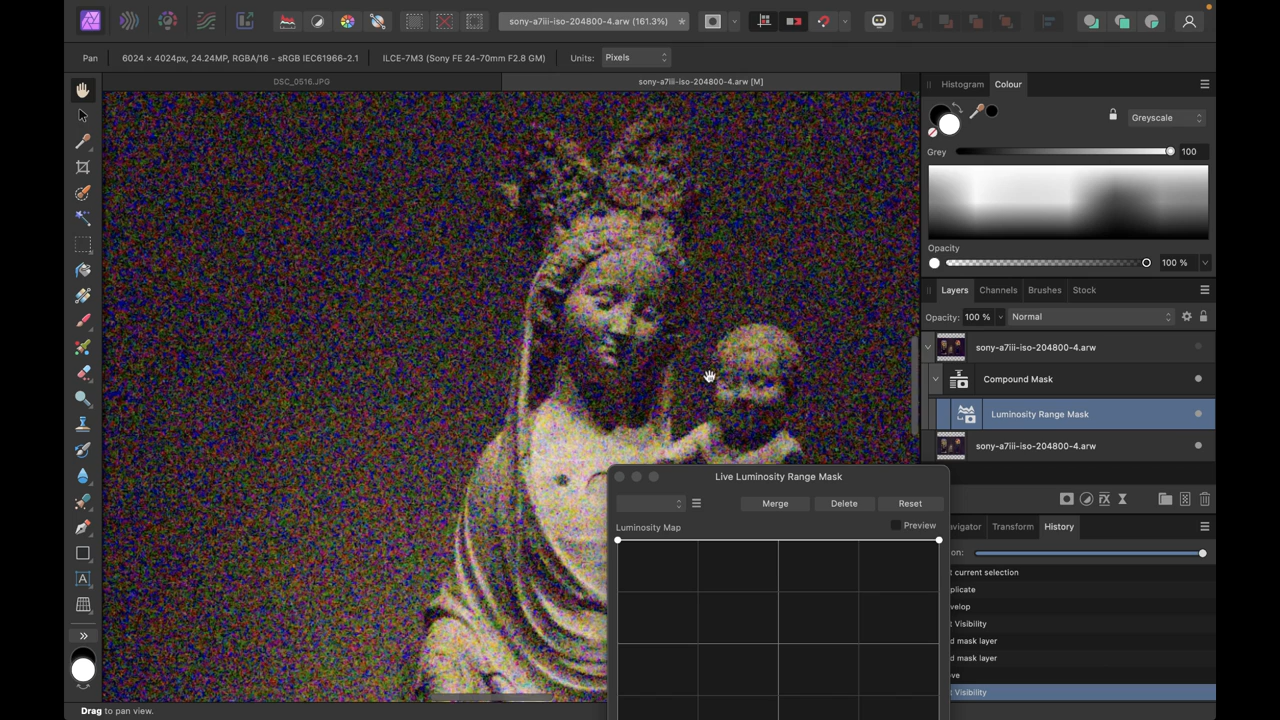 sony-a7iii-iso-204800-4.arw (161.3%)
Pan
6024 × 4024px, 24.24MP, RGBA/16 - sRGB IEC61966-2.1
ILCE-7M3 (Sony FE 24-70mm F2.8 GM)
Units:
Pixels
DSC_0516.JPG
sony-a7iii-iso-204800-4.arw [M]
Histogram
Colour
Greyscale
Grey
100
Opacity
100 %
Layers
Channels
Brushes
Stock
Opacity:
100 %
Normal
sony-a7iii-iso-204800-4.arw
Compound Mask
Luminosity Range Mask
sony-a7iii-iso-204800-4.arw
Live Luminosity Range Mask
Merge
Delete
Reset
Luminosity Map
Preview
avigator
Transform
History
on:
t current selection
plicate
velop
t Visibility
d mask layer
d mask layer
ve
t Visibility
Drag to pan view.